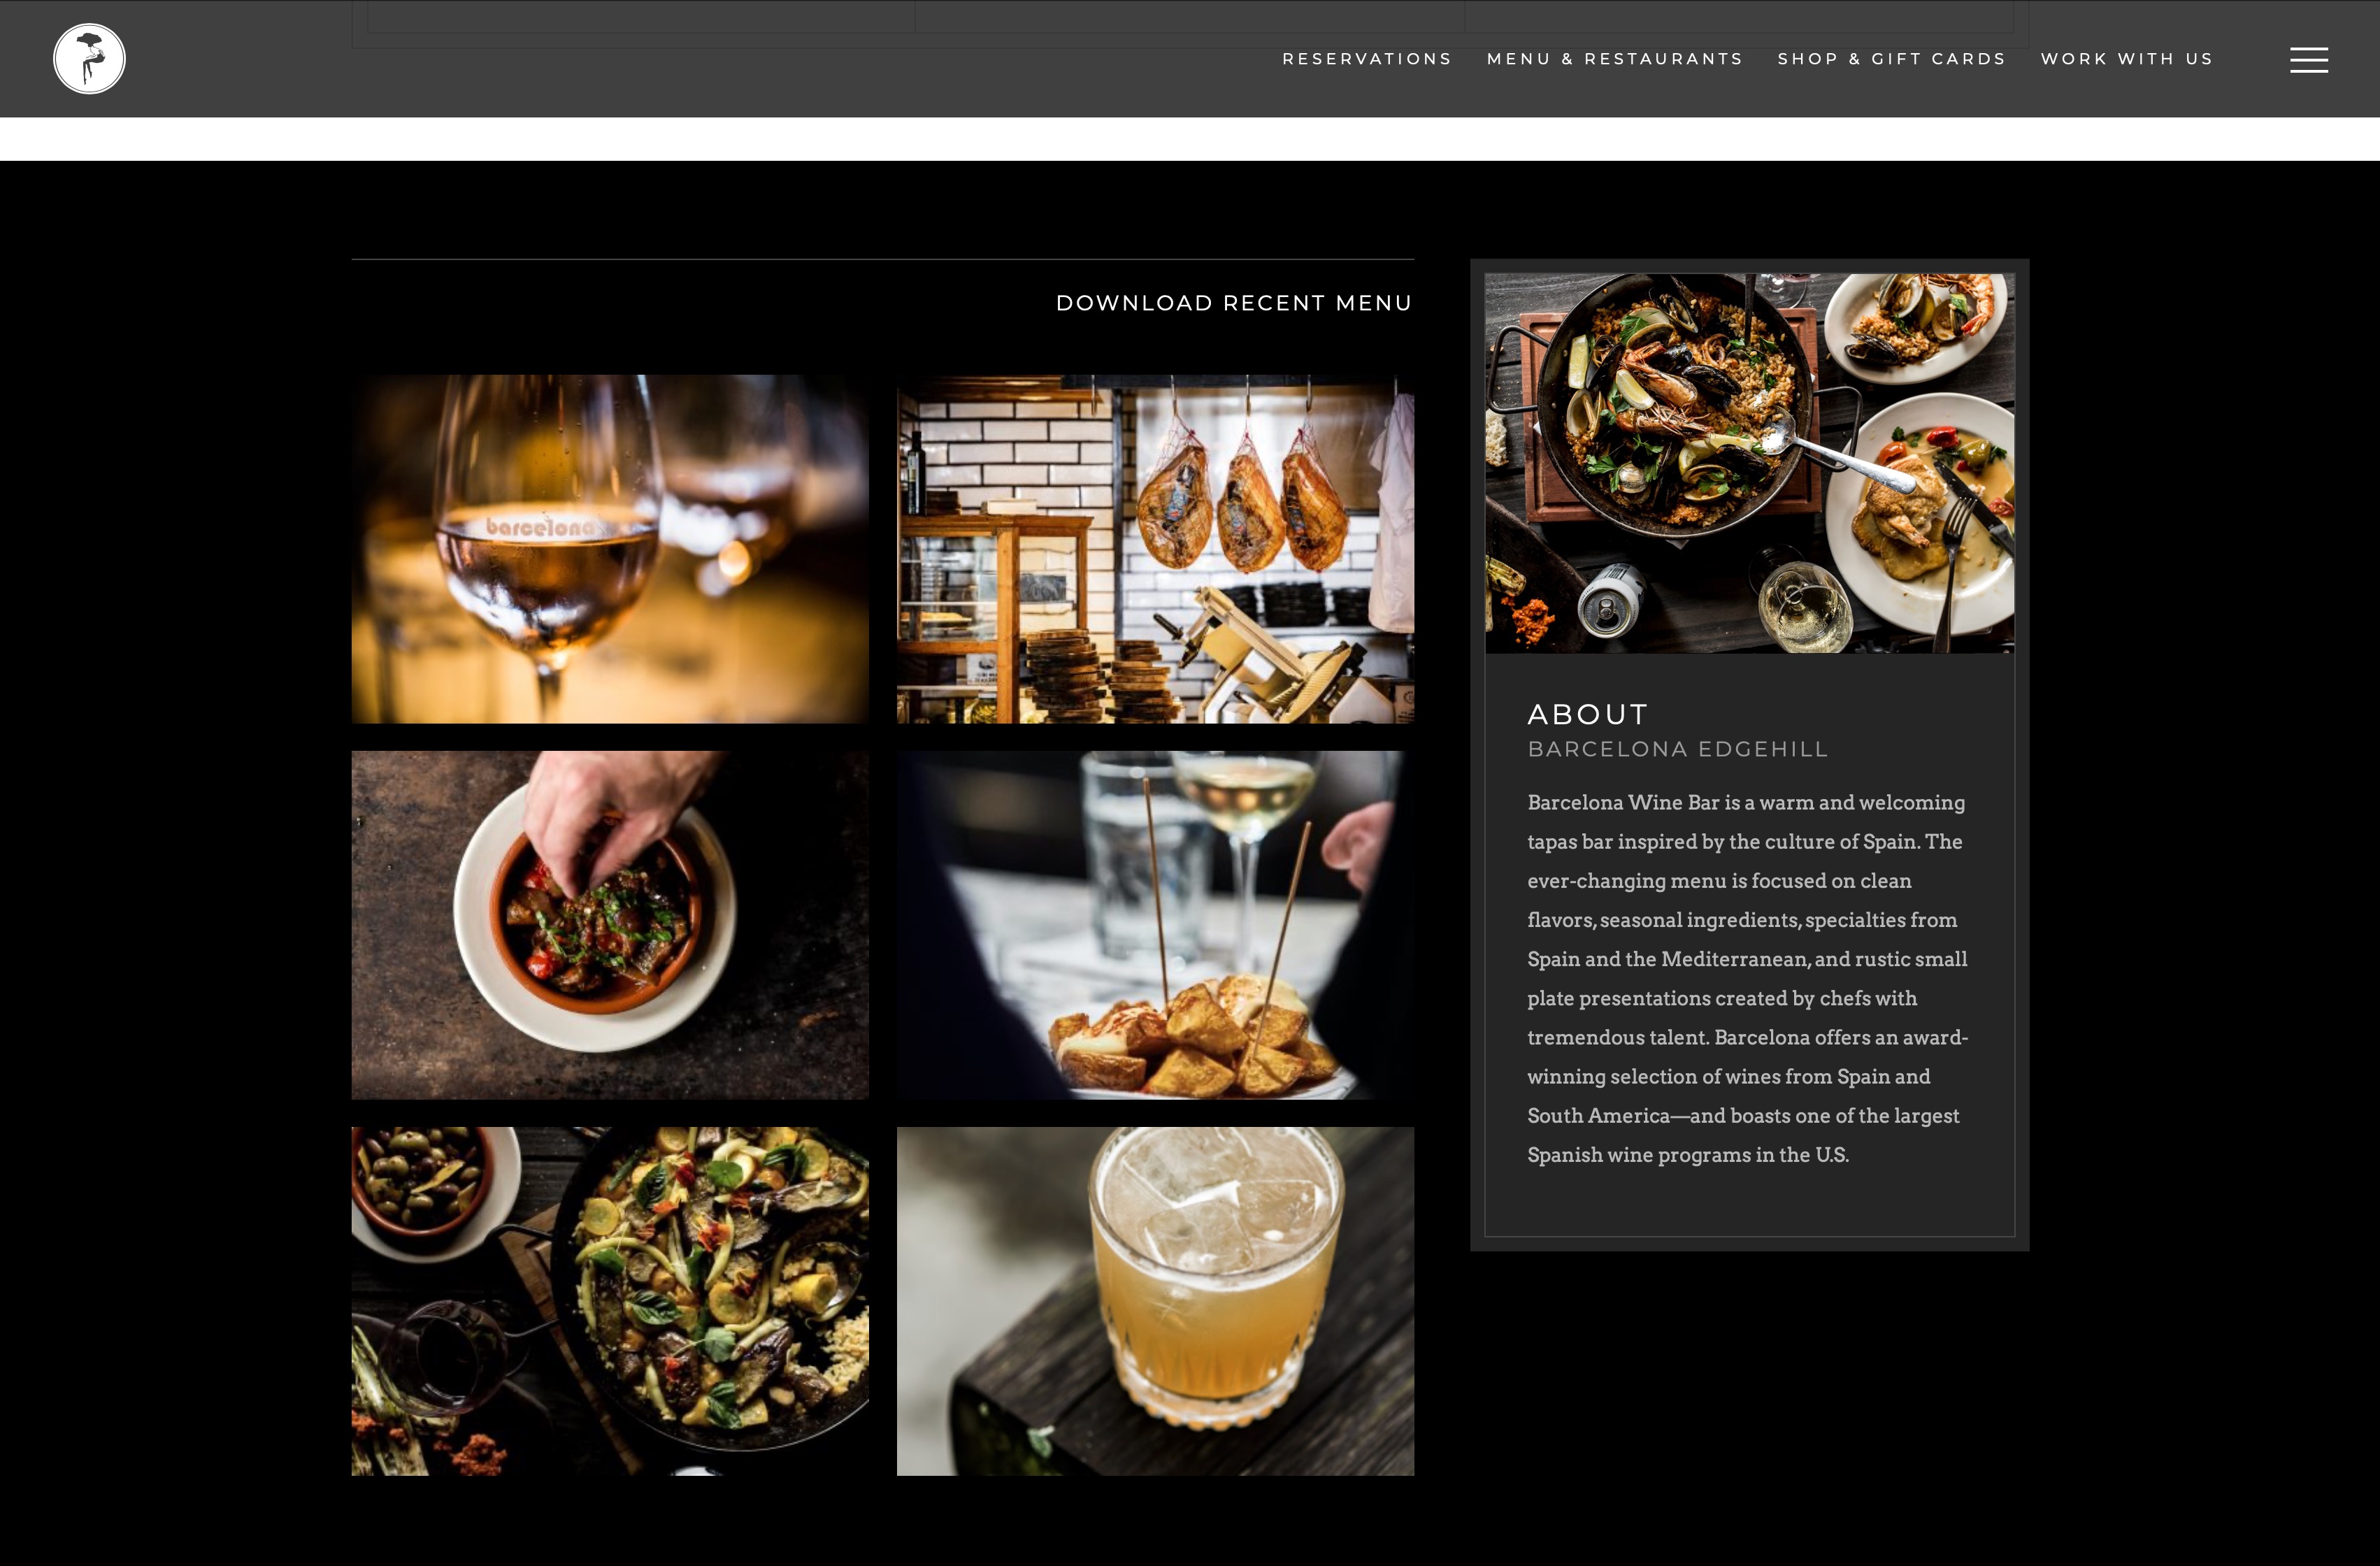 RESERVATIONS MENU & RESTAURANTS SHOP & GIFT CARDS WORK WITH US
DOWNLOAD RECENT MENU
barcelona
ABOUT
BARCELONA EDGEHILL
Barcelona Wine Bar is a warm and welcoming
tapas bar inspired by the culture of Spain. The
ever-changing menu is focused on clean
flavors, seasonal ingredients, specialties from
Spain and the Mediterranean, and rustic small
plate presentations created by chefs with
tremendous talent. Barcelona offers an award-
winning selection of wines from Spain and
South America—and boasts one of the largest
Spanish wine programs in the U.S.